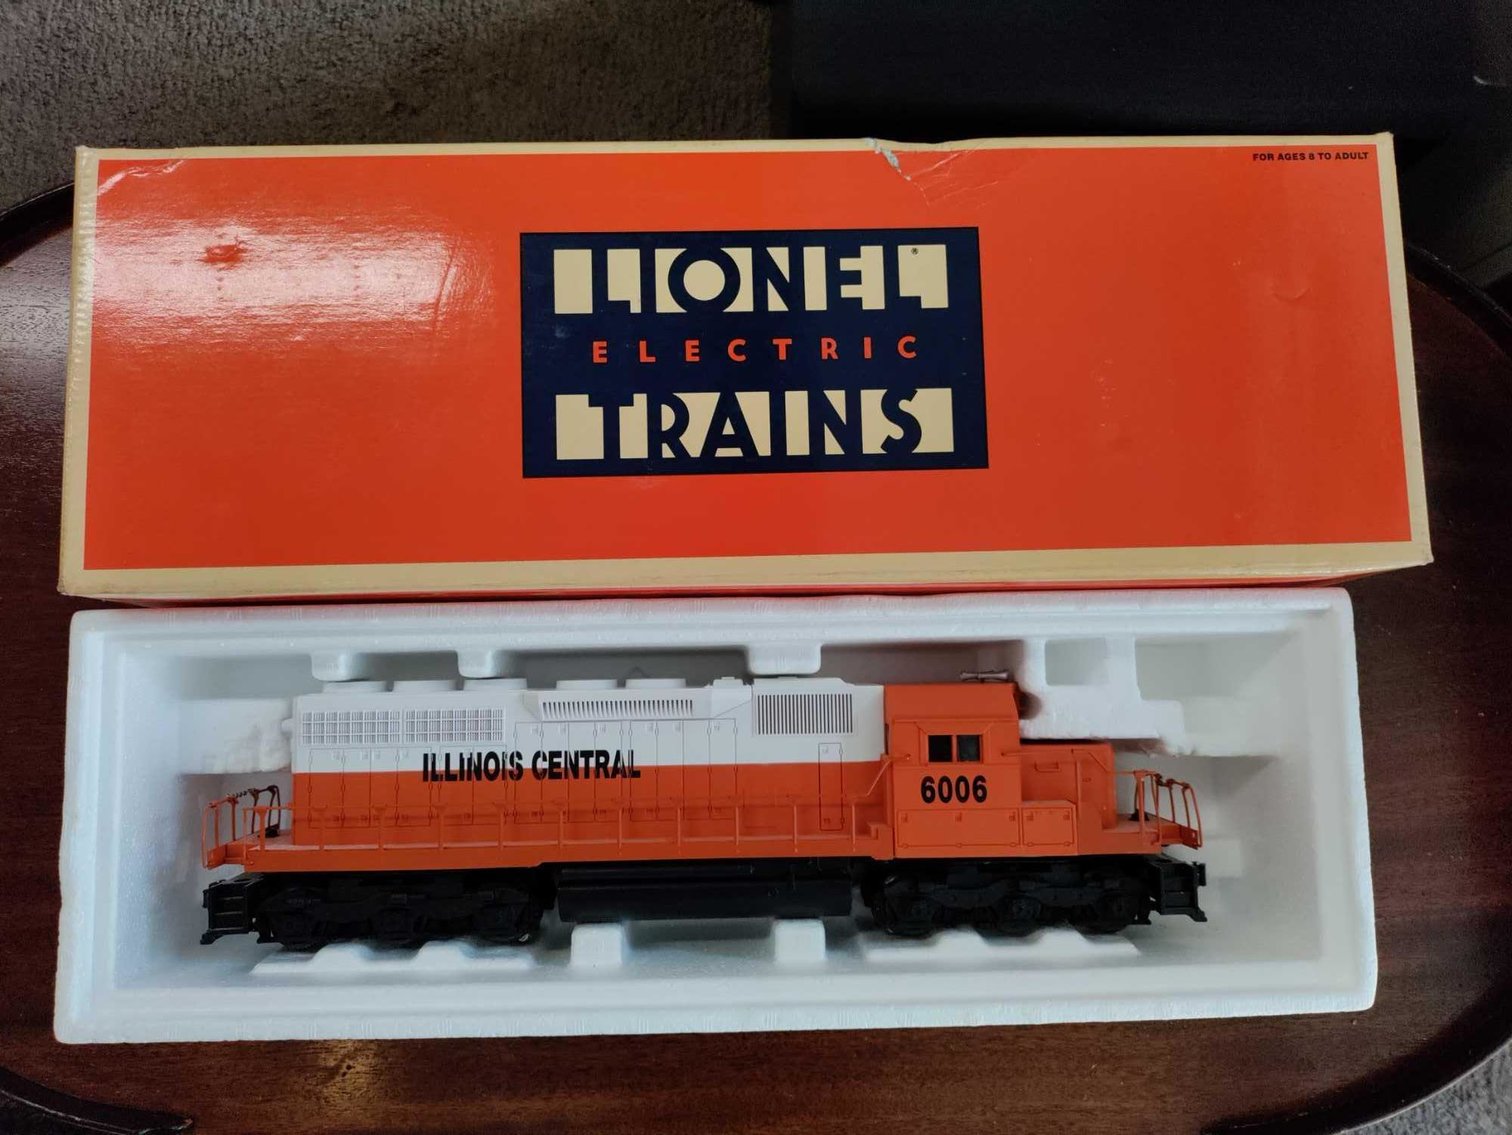 FOR AGES 8 TO ADULT
LIONEL®
ELECTRIC
TRAINS
ILLINOIS CENTRAL
6006